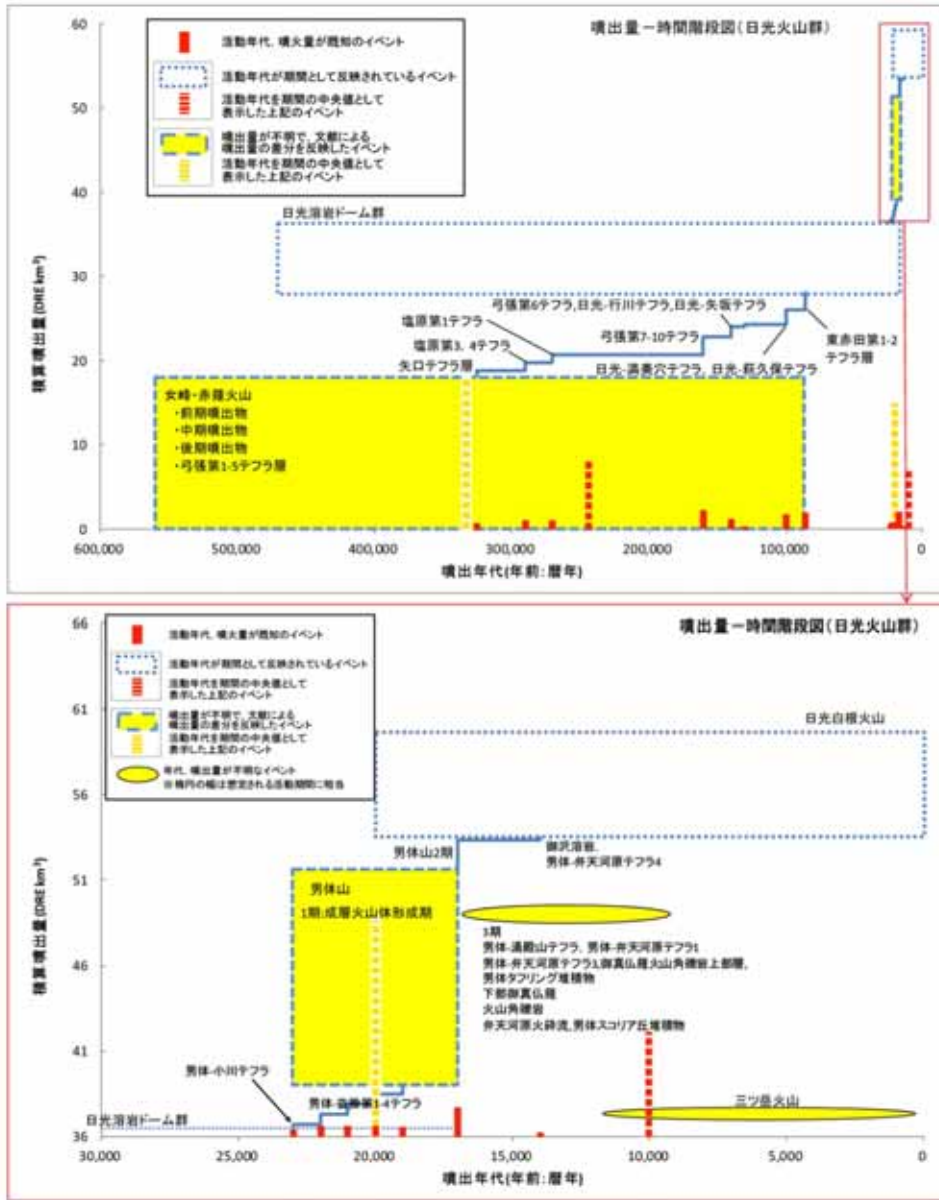 噴出量－時間階段図（日光火山群）
活動年代、噴火量が既知のイベント
活動年代が期間として反映されているイベント
活動年代を期間の中央値として
表示した上記のイベント
噴出量が不明で、文献による
噴出量の差分を反映したイベント
活動年代を期間の中央値として
表示した上記のイベント
積算噴出量(DRE km³)
60
50
40
30
20
10
0
日光溶岩ドーム群
弓張第6テフラ,日光-行川テフラ,日光-矢坂テフラ
塩原第1テフラ
塩原第3, 4テフラ
矢口テフラ層
弓張第7-10テフラ
東赤田第1-2
テフラ層
女峰・赤薙火山
・前期噴出物
・中期噴出物
・後期噴出物
・弓張第1-5テフラ層
600,000 500,000 400,000 300,000 200,000 100,000 0
噴出年代(年前：暦年)
噴出量－時間階段図（日光火山群）
活動年代、噴火量が既知のイベント
活動年代が期間として反映されているイベント
活動年代を期間の中央値として
表示した上記のイベント
噴出量が不明で、文献による
噴出量の差分を反映したイベント
活動年代を期間の中央値として
表示した上記のイベント
年代、噴出量が不明なイベント
※楕円の幅は想定される活動期間に相当
積算噴出量(DRE km³)
66
61
56
51
46
41
36
日光白根火山
男体山2期
御沢溶岩,
男体-弁天河原テフラ4
男体山
1期:成層火山体形成期
3期
男体-湯殿山テフラ, 男体-弁天河原テフラ1
男体-弁天河原テフラ3,御真仏薙火山角礫岩上部層,
男体タフリング堆積物
下部御真仏薙
火山角礫岩
弁天河原火砕流,男体スコリア丘堆積物
男体-小川テフラ
日光溶岩ドーム群
三ツ岳火山
30,000 25,000 20,000 15,000 10,000 5,000 0
噴出年代(年前：暦年)